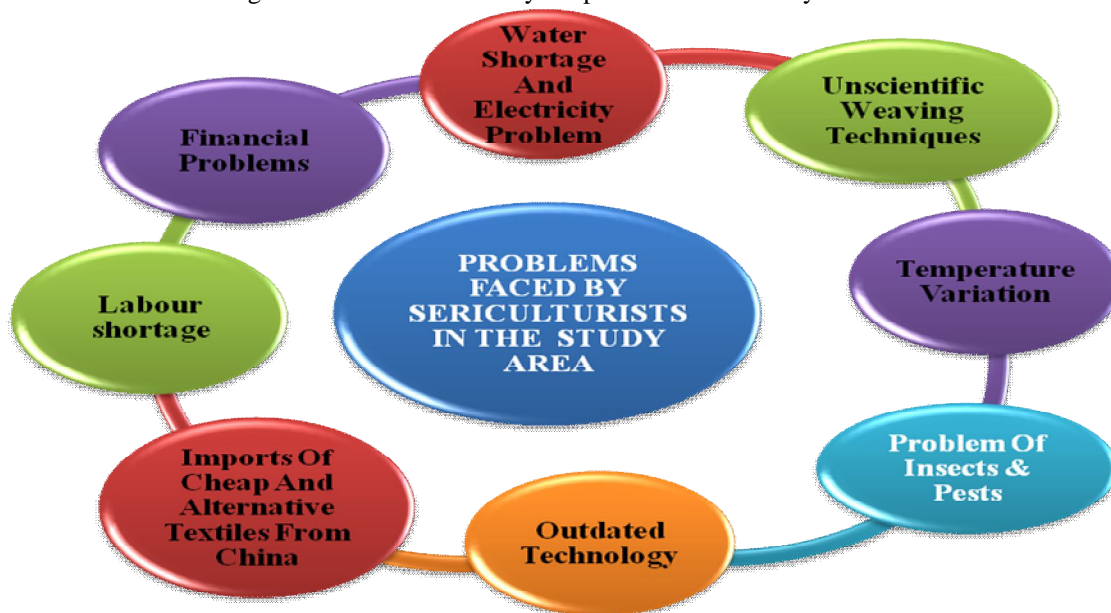 Water
Shortage
And
Electricity
Problem
Unscientific
Weaving
Techniques
Temperature
Variation
Problem Of
Insects &
Pests
Outdated
Technology
Imports Of
Cheap And
Alternative
Textiles From
China
Labour
shortage
Financial
Problems
PROBLEMS
FACED BY
SERICULTURISTS
IN THE STUDY
AREA